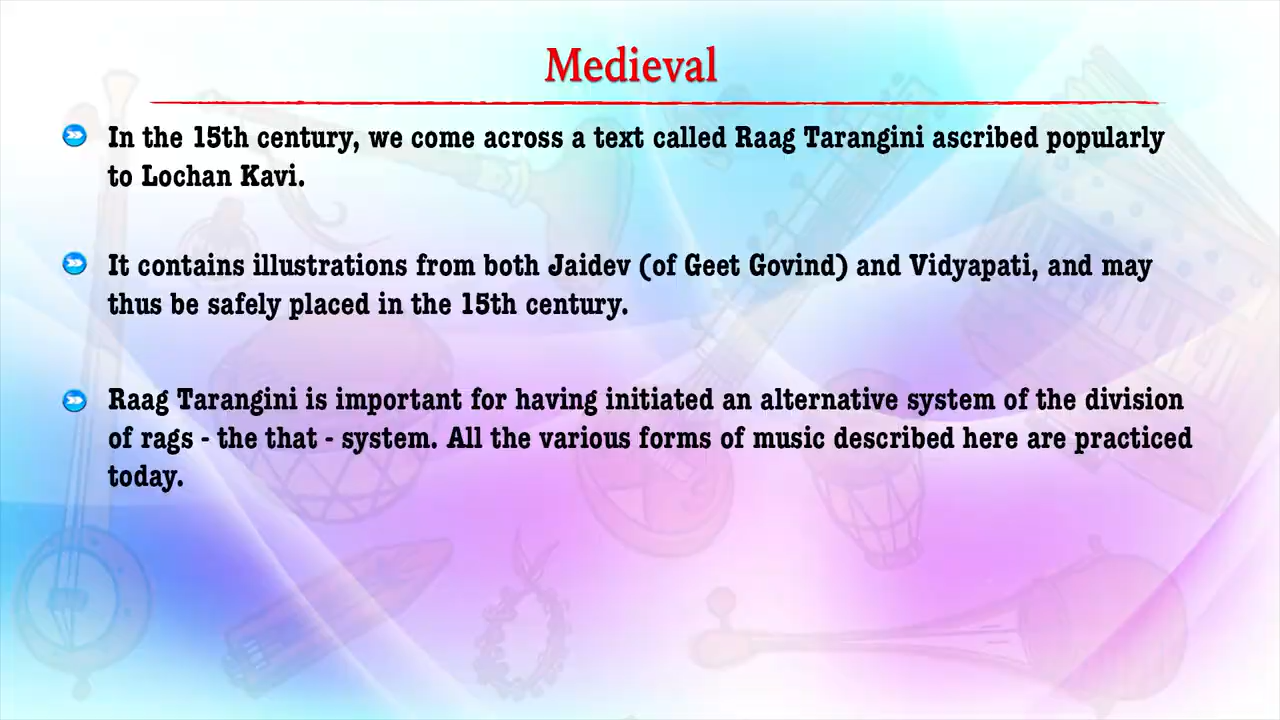 Medieval
In the 15th century, we come across a text called Raag Tarangini ascribed popularly
to Lochan Kavi.
It contains illustrations from both Jaidev (of Geet Govind) and Vidyapati, and may
thus be safely placed in the 15th century.
Raag Tarangini is important for having initiated an alternative system of the division
of rags - the that - system. All the various forms of music described here are practiced
today.